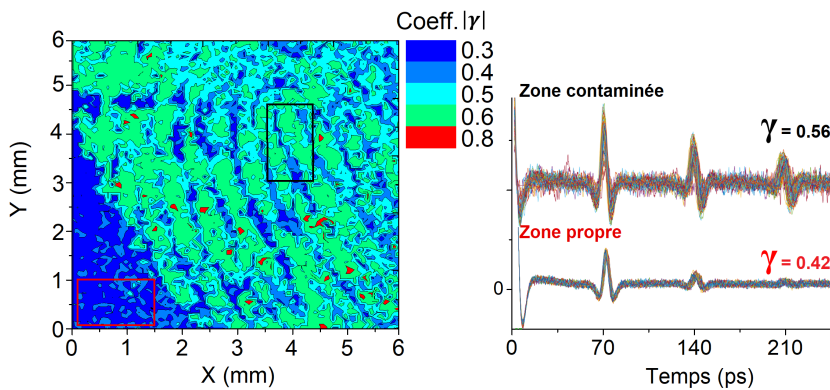 Coeff.|γ|
0.3
0.4
0.5
0.6
0.8
6
5
4
3
2
1
0
Y (mm)
0 1 2 3 4 5 6
X (mm)
Zone contaminée
γ = 0.56
Zone propre
γ = 0.42
0
0 70 140 210
Temps (ps)